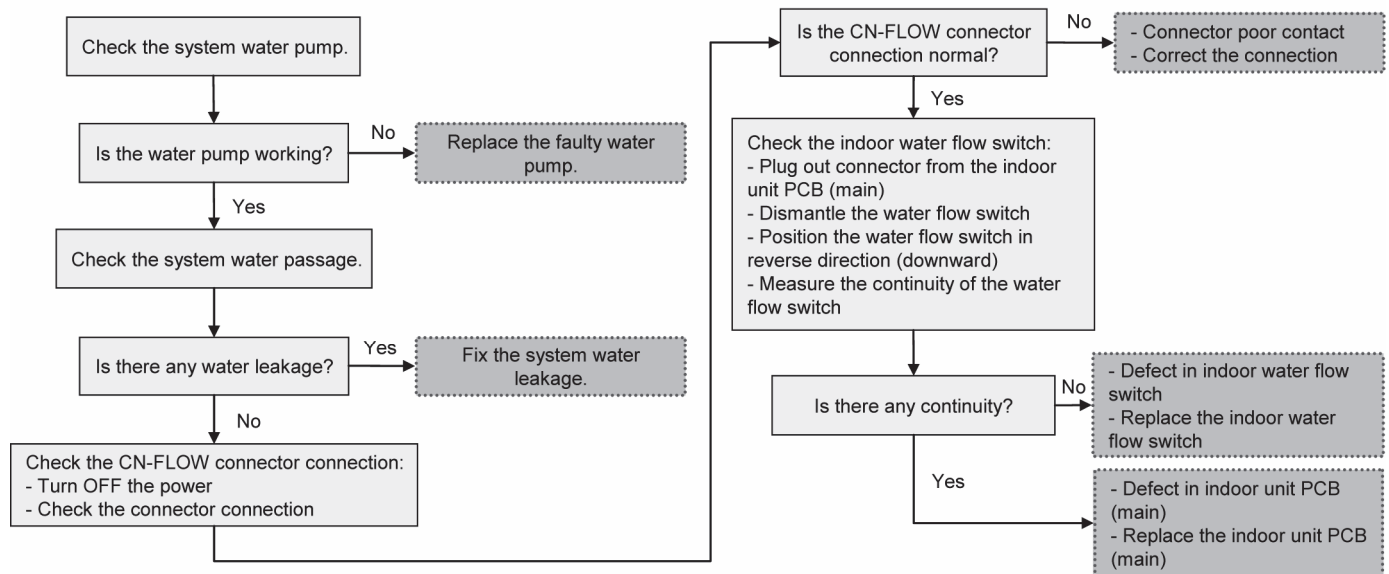 Check the system water pump.
Is the water pump working?
No
Replace the faulty water
pump.
Yes
Check the system water passage.
Is there any water leakage?
Yes
Fix the system water
leakage.
No
Check the CN-FLOW connector connection:
- Turn OFF the power
- Check the connector connection
Is the CN-FLOW connector
connection normal?
No
- Connector poor contact
- Correct the connection
Yes
Check the indoor water flow switch:
- Plug out connector from the indoor
unit PCB (main)
- Dismantle the water flow switch
- Position the water flow switch in
reverse direction (downward)
- Measure the continuity of the water
flow switch
Is there any continuity?
No
- Defect in indoor water flow
switch
- Replace the indoor water
flow switch
Yes
- Defect in indoor unit PCB
(main)
- Replace the indoor unit PCB
(main)